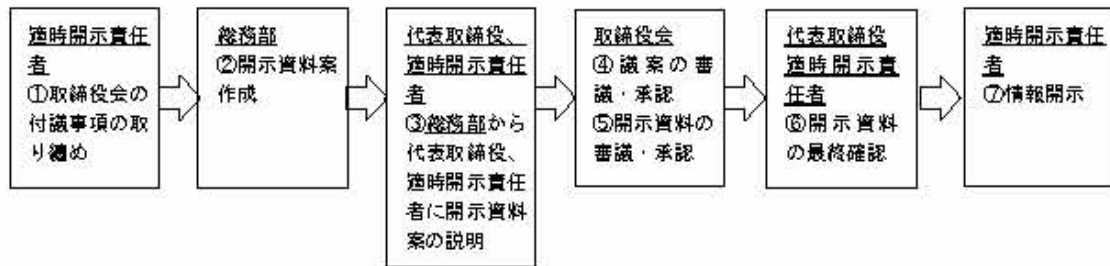 適時開示責任
者
①取締役会の
付議事項の取
り纏め
総務部
②開示資料案
作成
代表取締役、
適時開示責任
者
③総務部から
代表取締役、
適時開示責任
者に開示資料
案の説明
取締役会
④議案の審
議・承認
⑤開示資料の
審議・承認
代表取締役
適時開示責
任者
⑥開示資料
の最終確認
適時開示責任
者
⑦情報開示